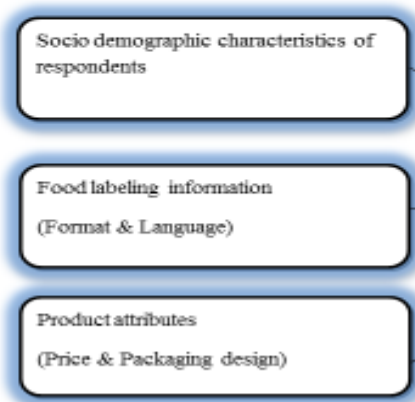 Socio demographic characteristics of
respondents
Food labeling information
(Format & Language)
Product attributes
(Price & Packaging design)